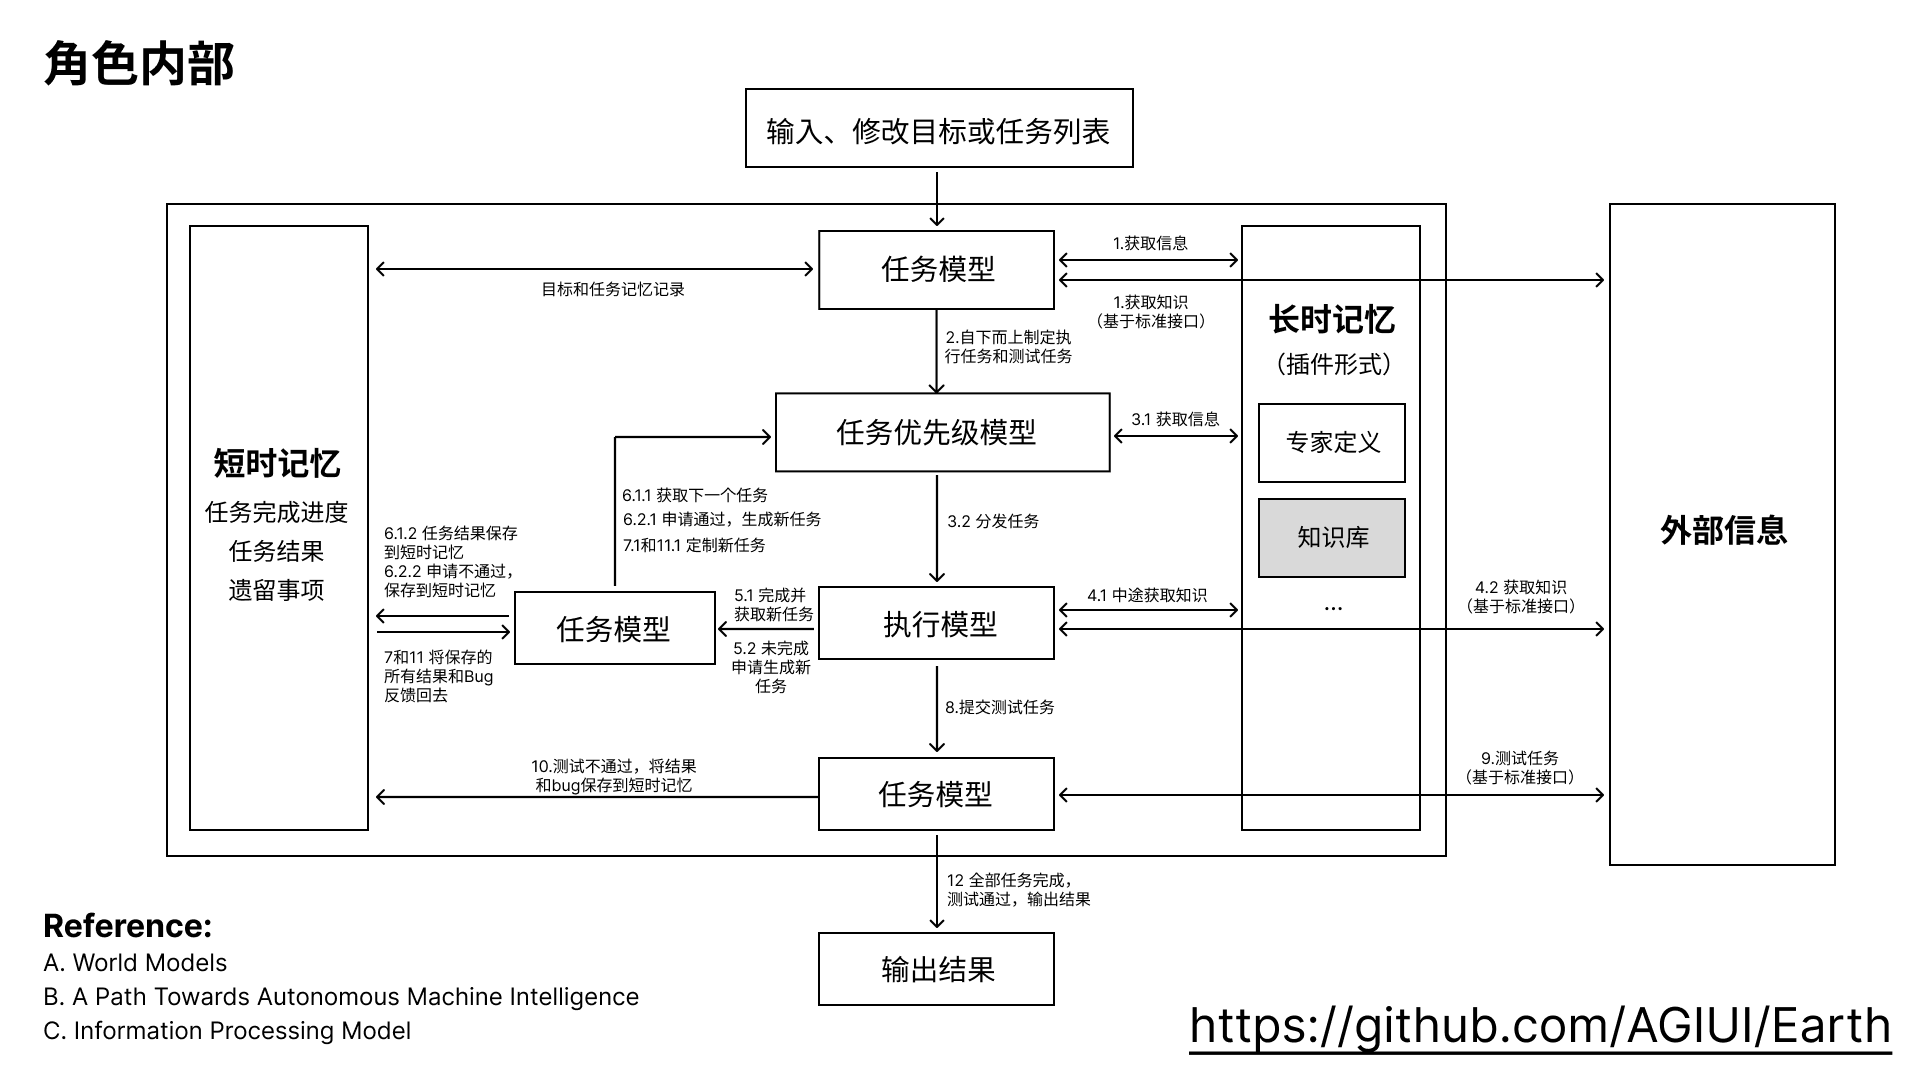 角色内部
输入、修改目标或任务列表
任务模型
1.获取信息
目标和任务记忆记录
1.获取知识
（基于标准接口）
长时记忆
（插件形式）
2.自下而上制定执
行任务和测试任务
任务优先级模型
3.1 获取信息
专家定义
短时记忆
任务完成进度
任务结果
遗留事项
6.1.1 获取下一个任务
6.2.1 申请通过，生成新任务
7.1和11.1 定制新任务
3.2 分发任务
知识库
...
外部信息
6.1.2 任务结果保存
到短时记忆
6.2.2 申请不通过，
保存到短时记忆
任务模型
5.1 完成并
获取新任务
5.2 未完成
申请生成新
任务
执行模型
4.1 中途获取知识
4.2 获取知识
（基于标准接口）
7和11 将保存的
所有结果和Bug
反馈回去
8.提交测试任务
10.测试不通过，将结果
和bug保存到短时记忆
任务模型
9.测试任务
（基于标准接口）
12 全部任务完成，
测试通过，输出结果
输出结果
Reference:
A. World Models
B. A Path Towards Autonomous Machine Intelligence
C. Information Processing Model
https://github.com/AGIUI/Earth